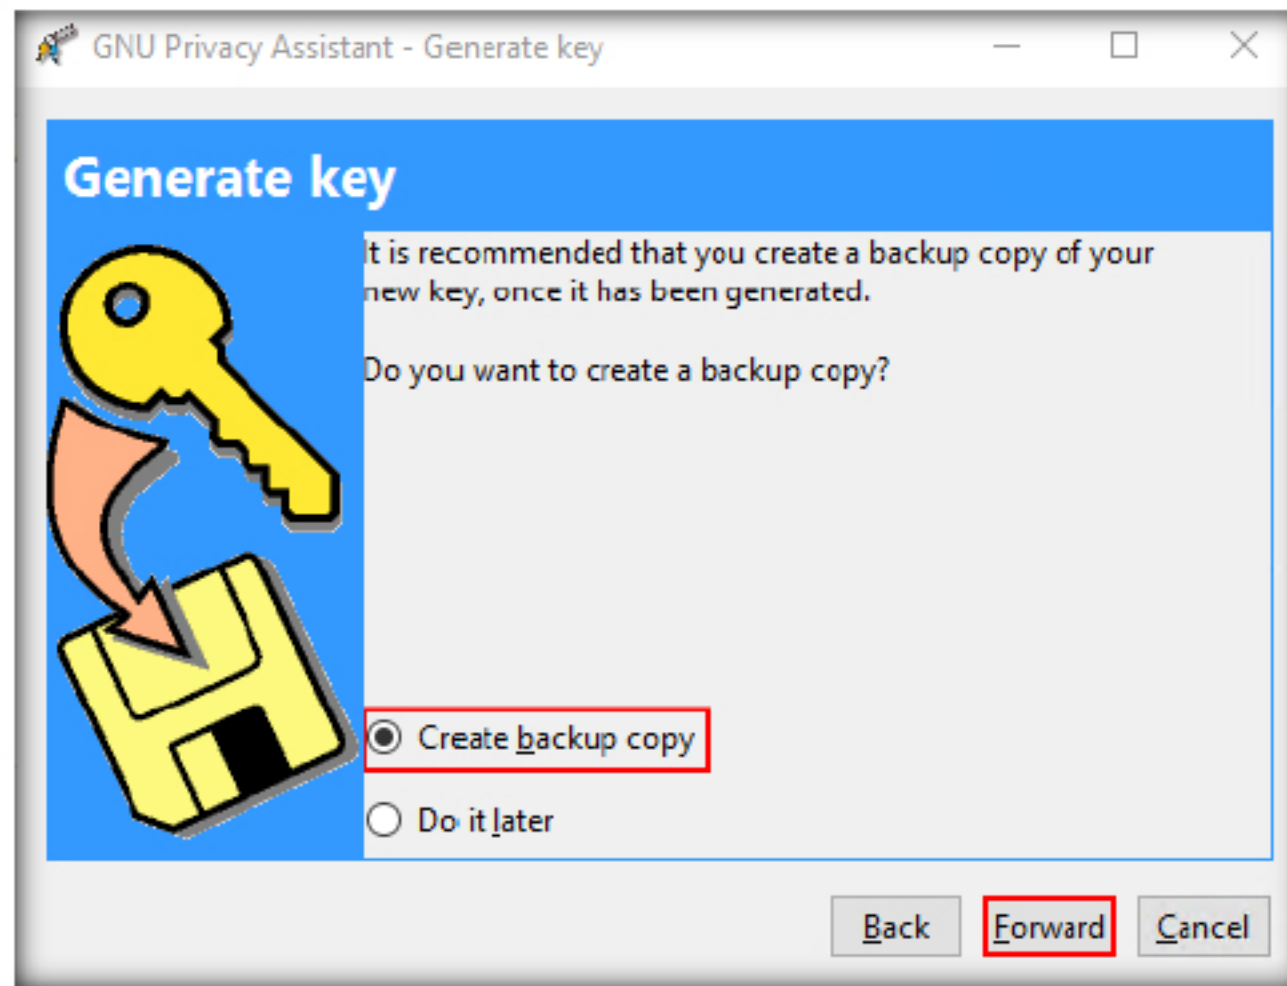 GNU Privacy Assistant - Generate key
Generate key
It is recommended that you create a backup copy of your
new key, once it has been generated.
Do you want to create a backup copy?
Create backup copy
Do it later
Back
Forward
Cancel